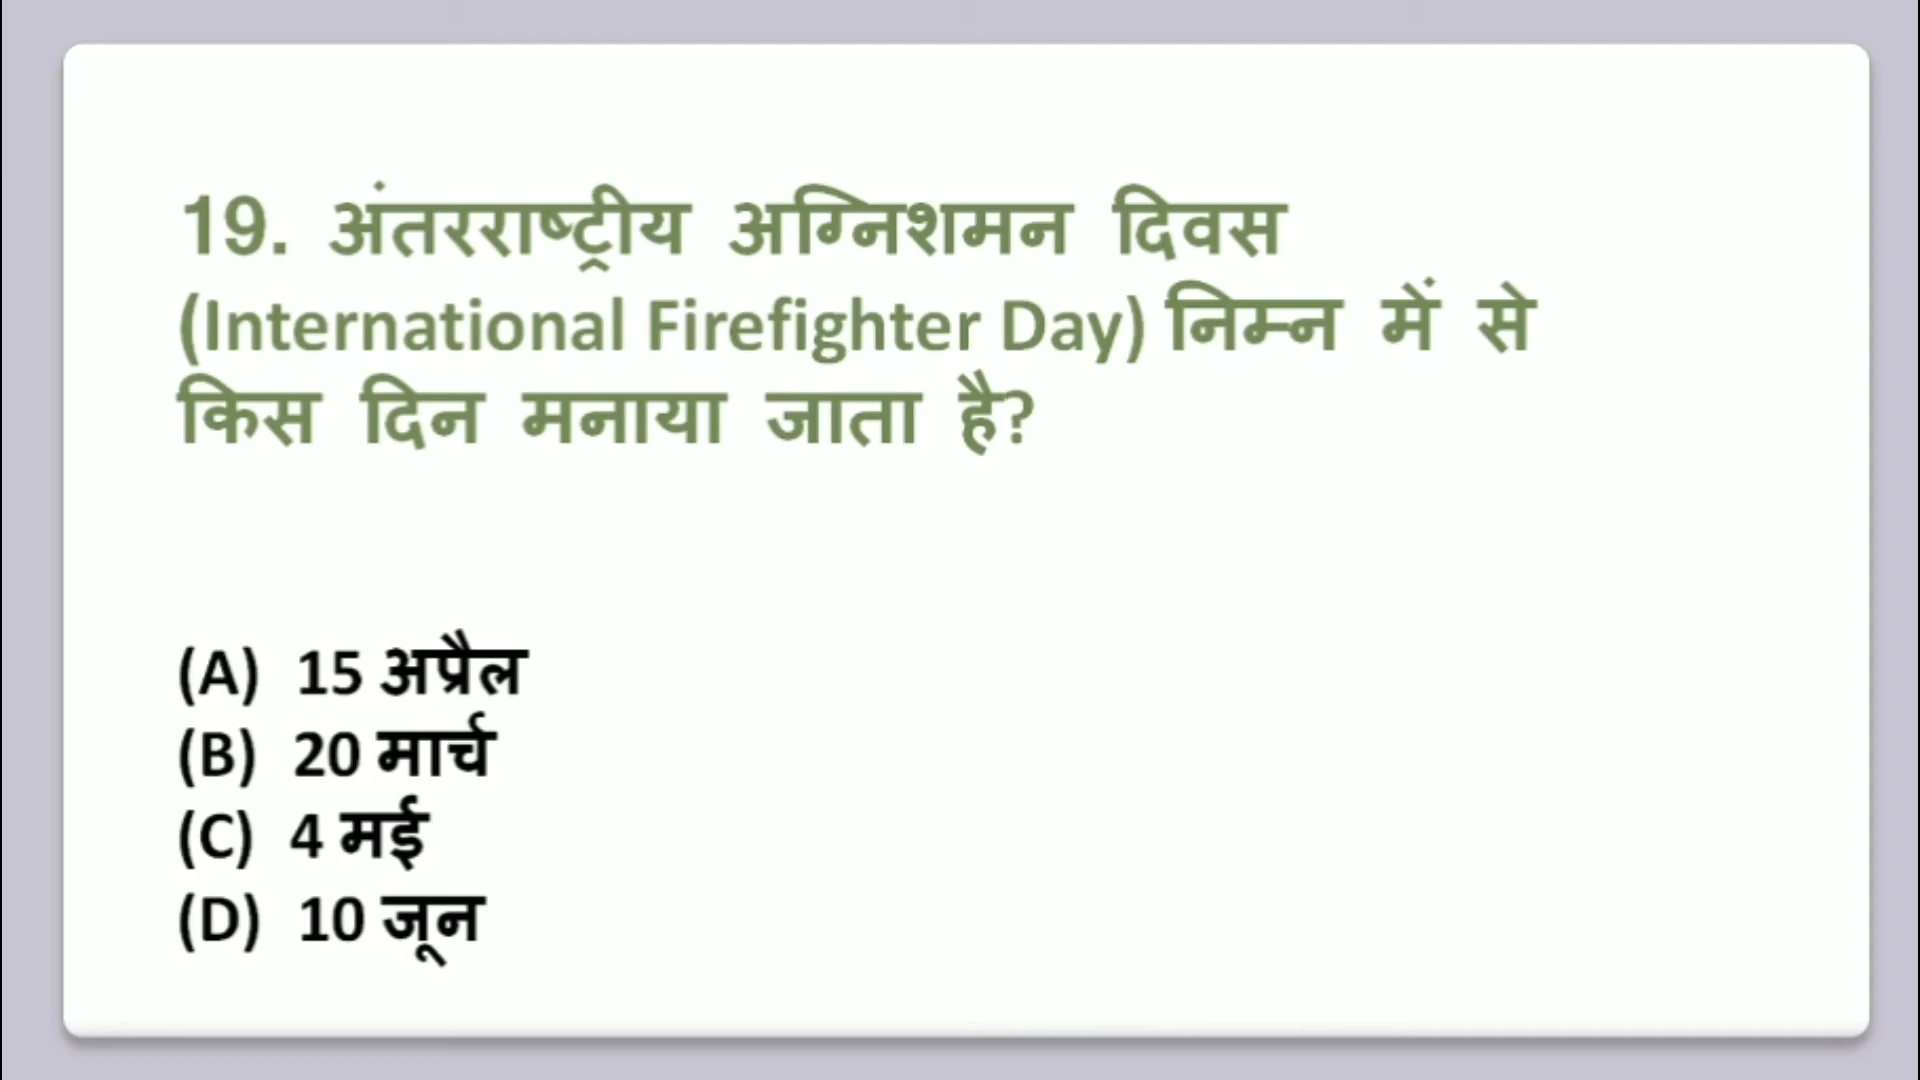 19. अंतरराष्ट्रीय अग्निशमन दिवस
(International Firefighter Day) निम्न में से
किस दिन मनाया जाता है?
(A) 15 अप्रैल
(B) 20 मार्च
(C) 4 मई
(D) 10 जून